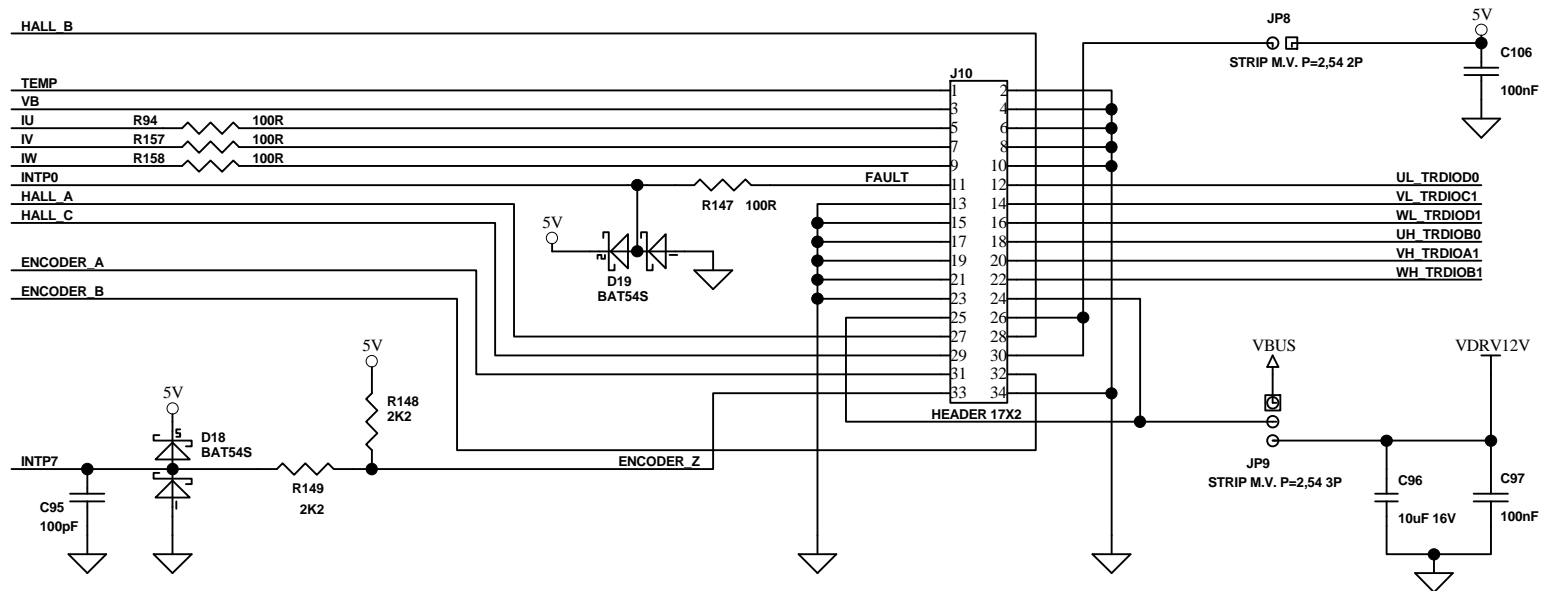 HALL_B
JP8
5V
STRIP M.V. P=2,54 2P
C106
100nF
J10
TEMP
VB
IU R94 100R
IV R157 100R
IW R158 100R
INTP0
FAULT
HALL_A
R147 100R
HALL_C
1 2
3 4
5 6
7 8
9 10
11 12
13 14
15 16
17 18
19 20
21 22
23 24
25 26
27 28
29 30
31 32
33 34
HEADER 17X2
UL_TRDIOD0
VL_TRDIOC1
WL_TRDIOD1
UH_TRDIOB0
VH_TRDIOA1
WH_TRDIOB1
5V
2 1
D19
BAT54S
ENCODER_A
ENCODER_B
5V
R148
2K2
5V
2
D18
BAT54S
1
INTP7
R149
2K2
ENCODER_Z
C95
100pF
VBUS
VDRV12V
JP9
STRIP M.V. P=2,54 3P
C96
10uF 16V
C97
100nF